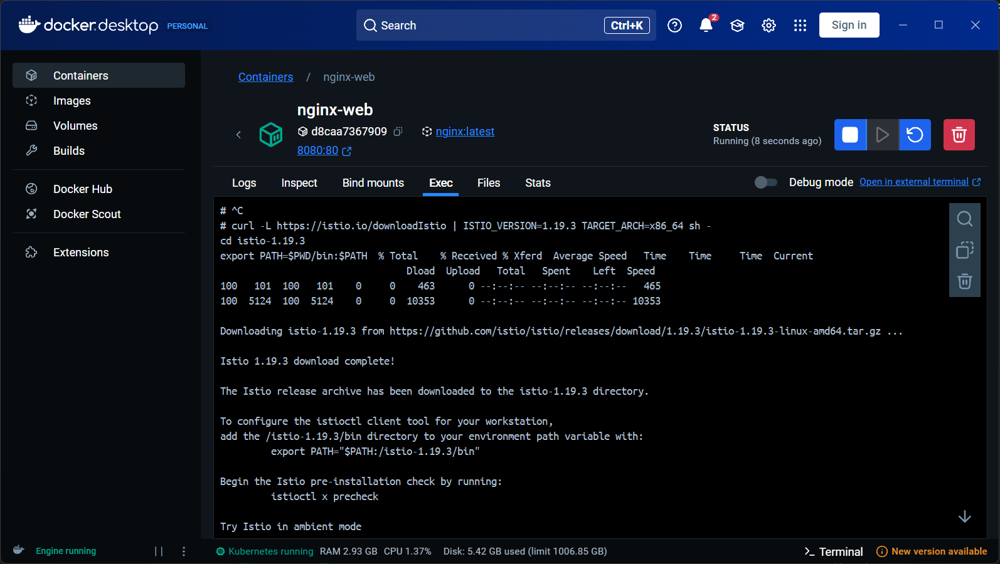 docker desktop PERSONAL
Search Ctrl+K
2
Sign in
Containers
Images
Volumes
Builds
Docker Hub
Docker Scout
Extensions
Containers / nginx-web
nginx-web
d8caa7367909 nginx:latest
8080:80
STATUS
Running (8 seconds ago)
Logs Inspect Bind mounts Exec Files Stats
Debug mode Open in external terminal
# ^C
# curl -L https://istio.io/downloadIstio | ISTIO_VERSION=1.19.3 TARGET_ARCH=x86_64 sh -
cd istio-1.19.3
export PATH=$PWD/bin:$PATH  % Total    % Received % Xferd  Average Speed   Time    Time     Time  Current
                                 Dload  Upload   Total   Spent    Left  Speed
100   101  100   101    0     0    463      0 --:--:-- --:--:-- --:--:--   465
100  5124  100  5124    0     0  10353      0 --:--:-- --:--:-- --:--:-- 10353
Downloading istio-1.19.3 from https://github.com/istio/istio/releases/download/1.19.3/istio-1.19.3-linux-amd64.tar.gz ...
Istio 1.19.3 download complete!
The Istio release archive has been downloaded to the istio-1.19.3 directory.
To configure the istioctl client tool for your workstation,
add the /istio-1.19.3/bin directory to your environment path variable with:
         export PATH="$PATH:/istio-1.19.3/bin"
Begin the Istio pre-installation check by running:
         istioctl x precheck
Try Istio in ambient mode
Engine running
Kubernetes running RAM 2.93 GB CPU 1.37% Disk: 5.42 GB used (limit 1006.85 GB)
Terminal
New version available